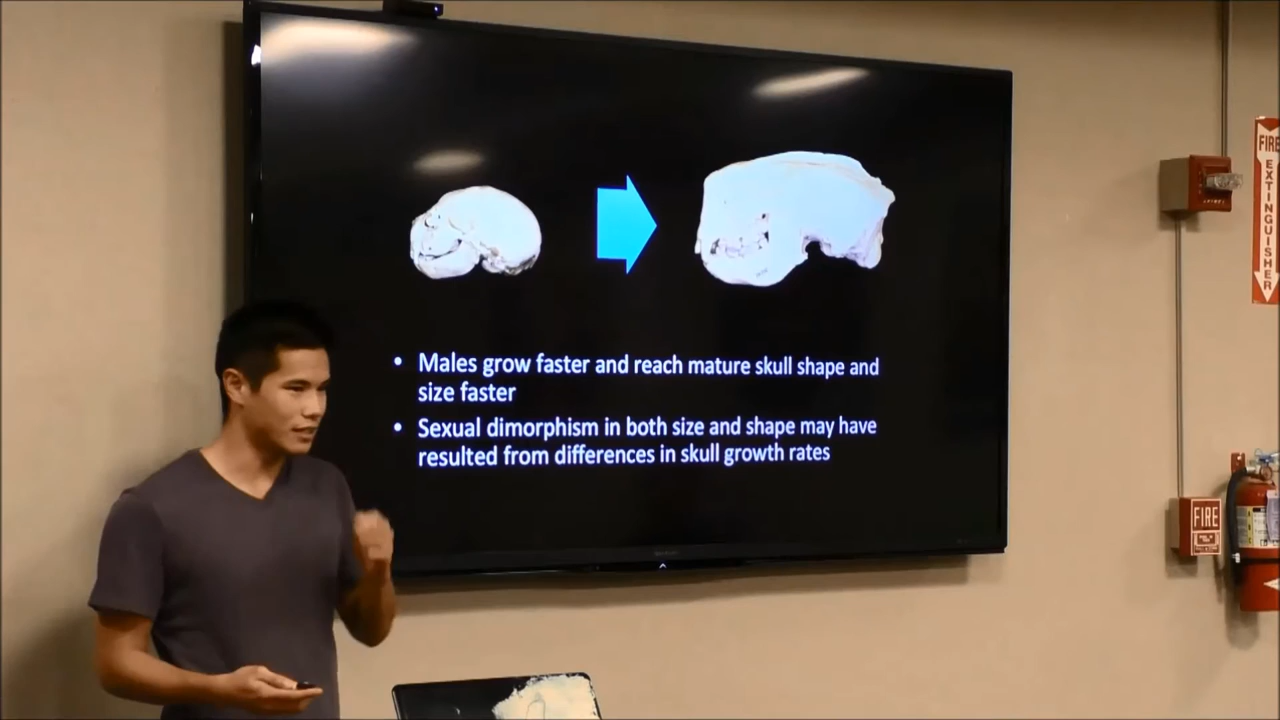 • Males grow faster and reach mature skull shape and
size faster
• Sexual dimorphism in both size and shape may have
resulted from differences in skull growth rates
FIRE
EXTINGUISHER
FIRE